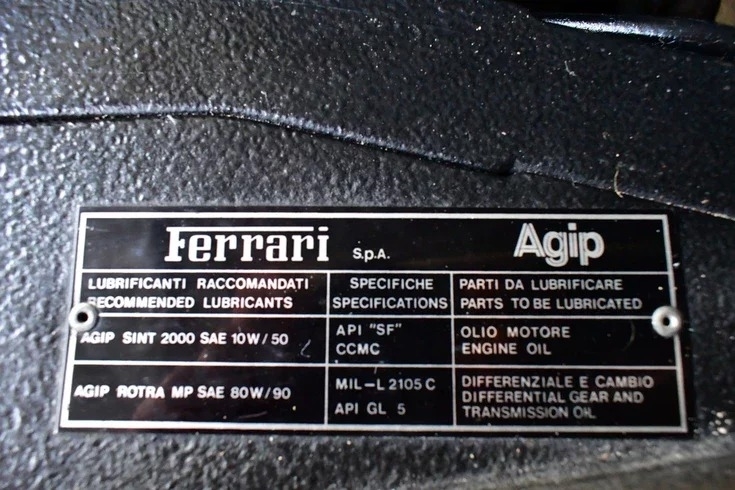 Ferrari S.p.A. Agip
LUBRIFICANTI RACCOMANDATI SPECIFICHE PARTI DA LUBRIFICARE
RECOMMENDED LUBRICANTS SPECIFICATIONS PARTS TO BE LUBRICATED
AGIP SINT 2000 SAE 10W/50 API "SF" OLIO MOTORE
CCMC ENGINE OIL
AGIP ROTRA MP SAE 80W/90 MIL-L 2105 C DIFFERENZIALE E CAMBIO
DIFFERENTIAL GEAR AND
API GL 5 TRANSMISSION OIL